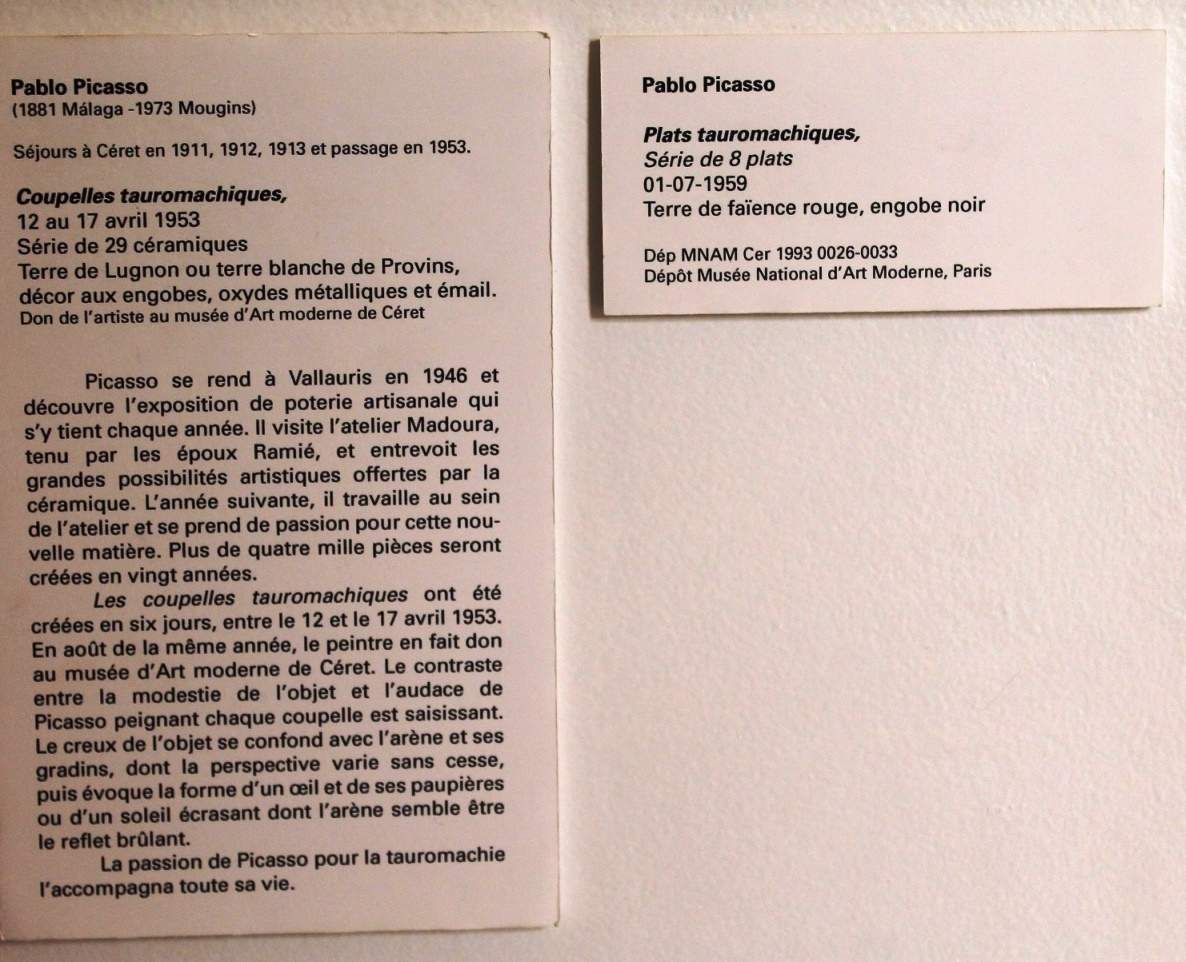 Pablo Picasso
(1881 Málaga -1973 Mougins)
Séjours à Céret en 1911, 1912, 1913 et passage en 1953.
Coupelles tauromachiques,
12 au 17 avril 1953
Série de 29 céramiques
Terre de Lugnon ou terre blanche de Provins,
décor aux engobes, oxydes métalliques et émail.
Don de l'artiste au musée d'Art moderne de Céret
Picasso se rend à Vallauris en 1946 et
découvre l'exposition de poterie artisanale qui
s'y tient chaque année. Il visite l'atelier Madoura,
tenu par les époux Ramié, et entrevoit les
grandes possibilités artistiques offertes par la
céramique. L'année suivante, il travaille au sein
de l'atelier et se prend de passion pour cette nou-
velle matière. Plus de quatre mille pièces seront
créées en vingt années.
Les coupelles tauromachiques ont été
créées en six jours, entre le 12 et le 17 avril 1953.
En août de la même année, le peintre en fait don
au musée d'Art moderne de Céret. Le contraste
entre la modestie de l'objet et l'audace de
Picasso peignant chaque coupelle est saisissant.
Le creux de l'objet se confond avec l'arène et ses
gradins, dont la perspective varie sans cesse,
puis évoque la forme d'un œil et de ses paupières
ou d'un soleil écrasant dont l'arène semble être
le reflet brûlant.
La passion de Picasso pour la tauromachie
l'accompagna toute sa vie.
Pablo Picasso
Plats tauromachiques,
Série de 8 plats
01-07-1959
Terre de faïence rouge, engobe noir
Dép MNAM Cer 1993 0026-0033
Dépôt Musée National d'Art Moderne, Paris